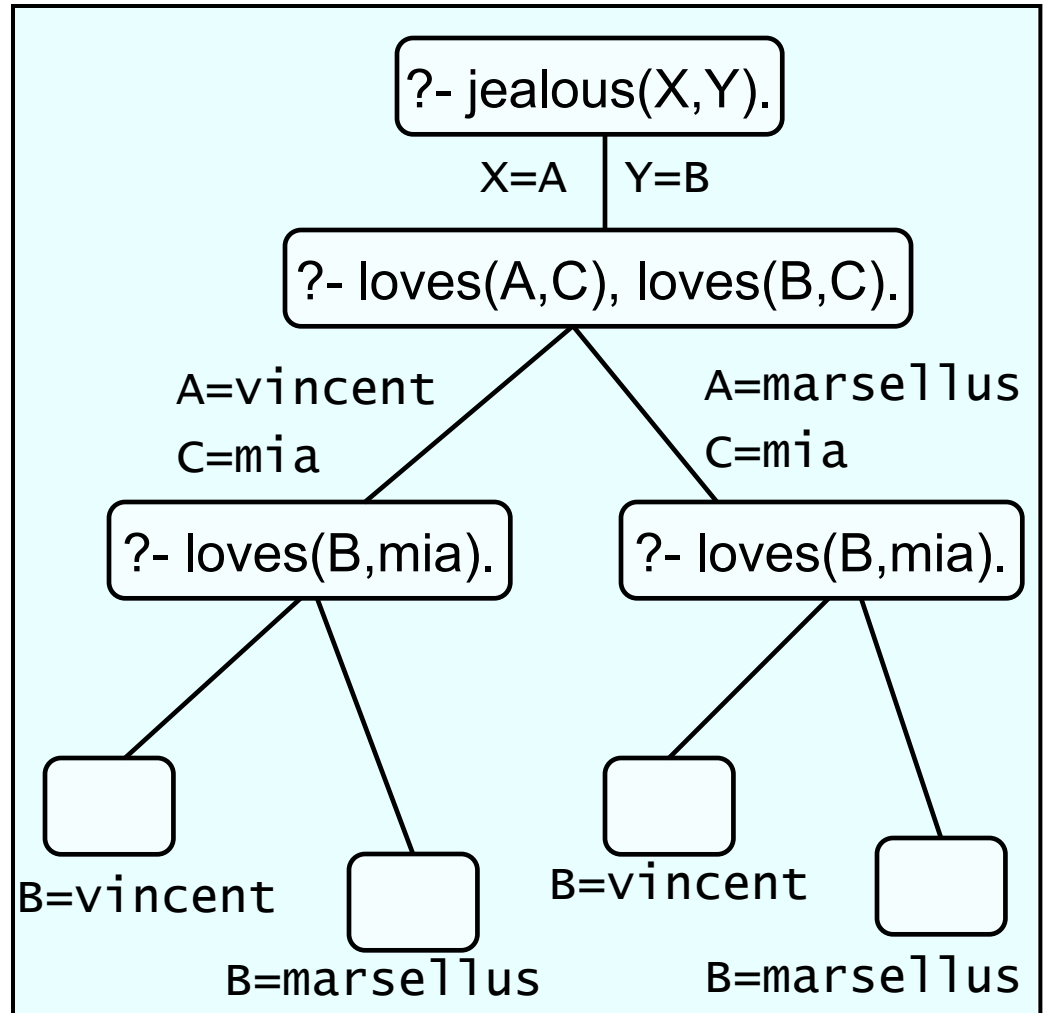 ?- jealous(X,Y).
X=A Y=B
?- loves(A,C), loves(B,C).
A=vincent
C=mia
A=marsellus
C=mia
?- loves(B,mia).
?- loves(B,mia).
B=vincent
B=marsellus
B=vincent
B=marsellus